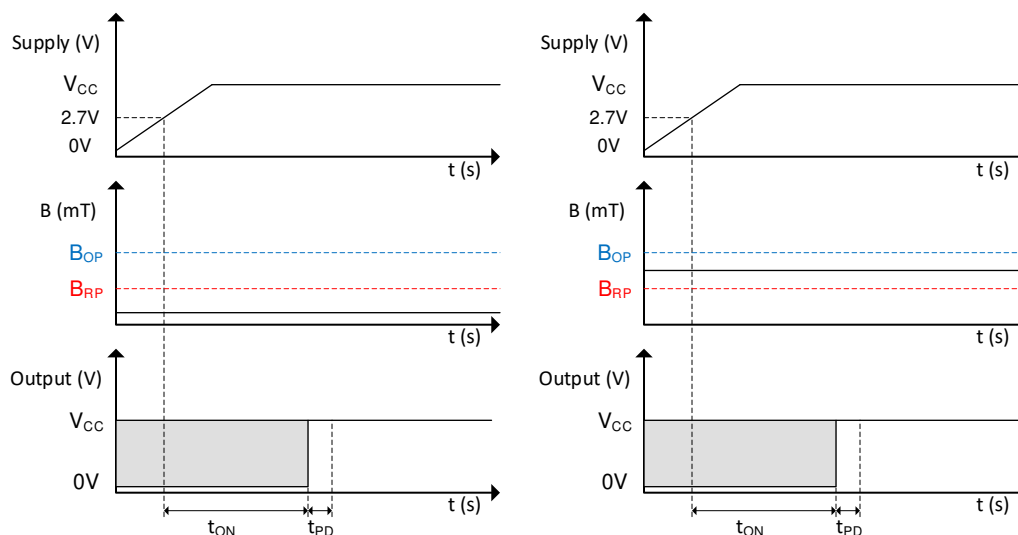 Supply (V)
VCC
2.7V
0V
t (s)
B (mT)
BOP
BRP
t (s)
Output (V)
VCC
0V
t (s)
tON
tPD
Supply (V)
VCC
2.7V
0V
t (s)
B (mT)
BOP
BRP
t (s)
Output (V)
VCC
0V
t (s)
tON
tPD